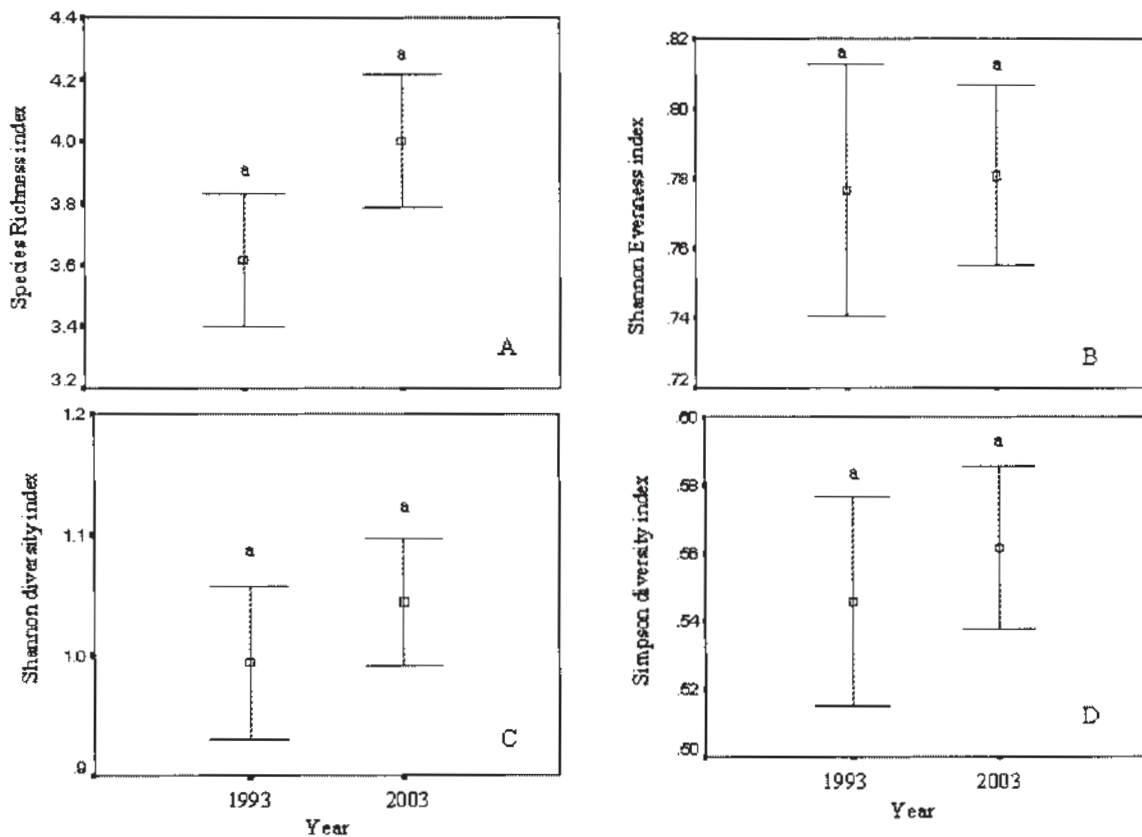 Species Richness index
4.4
4.2
4.0
3.8
3.6
3.4
3.2
a
a
A
Shannon Evenness index
.82
.80
.78
.76
.74
.72
a
a
B
Shannon diversity index
1.2
1.1
1.0
.9
a
a
C
1993
2003
Year
Simpson diversity index
.60
.58
.56
.54
.52
.50
a
a
D
1993
2003
Year